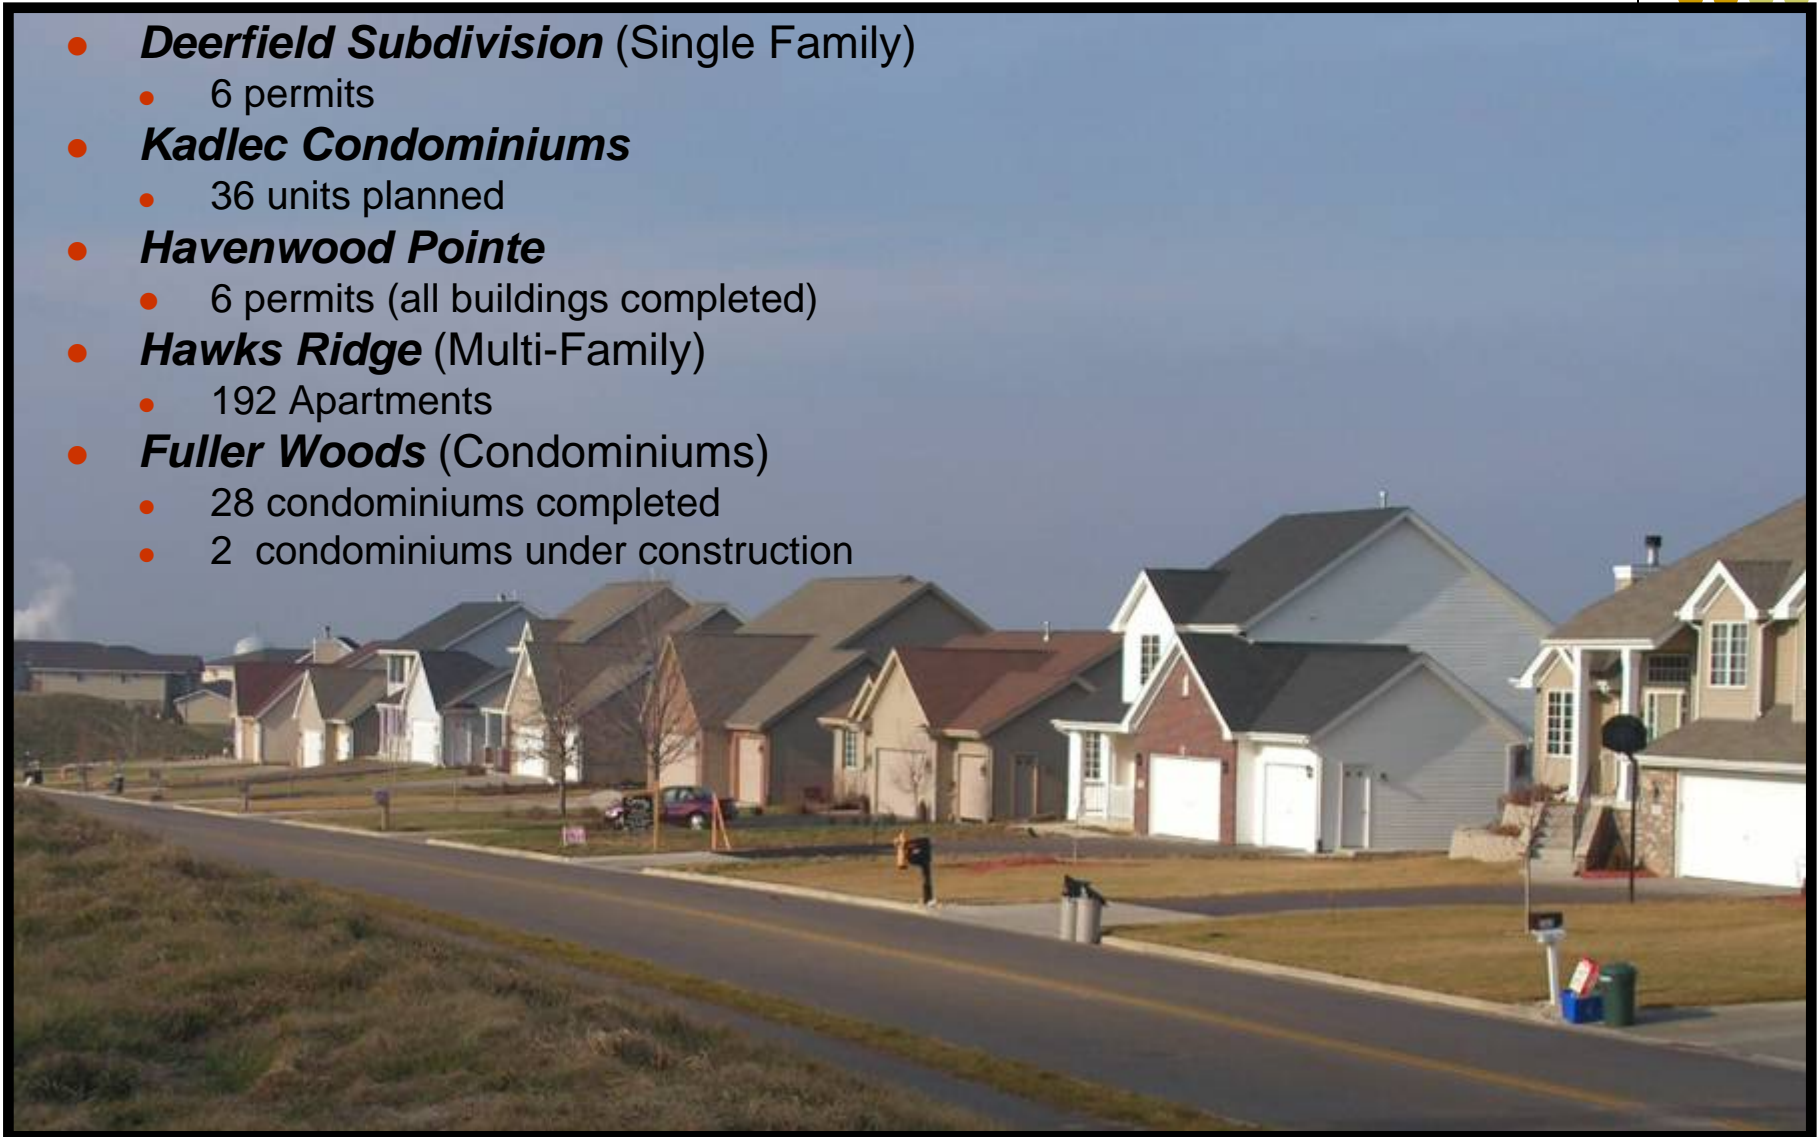 Deerfield Subdivision (Single Family)
6 permits
Kadlec Condominiums
36 units planned
Havenwood Pointe
6 permits (all buildings completed)
Hawks Ridge (Multi-Family)
192 Apartments
Fuller Woods (Condominiums)
28 condominiums completed
2 condominiums under construction